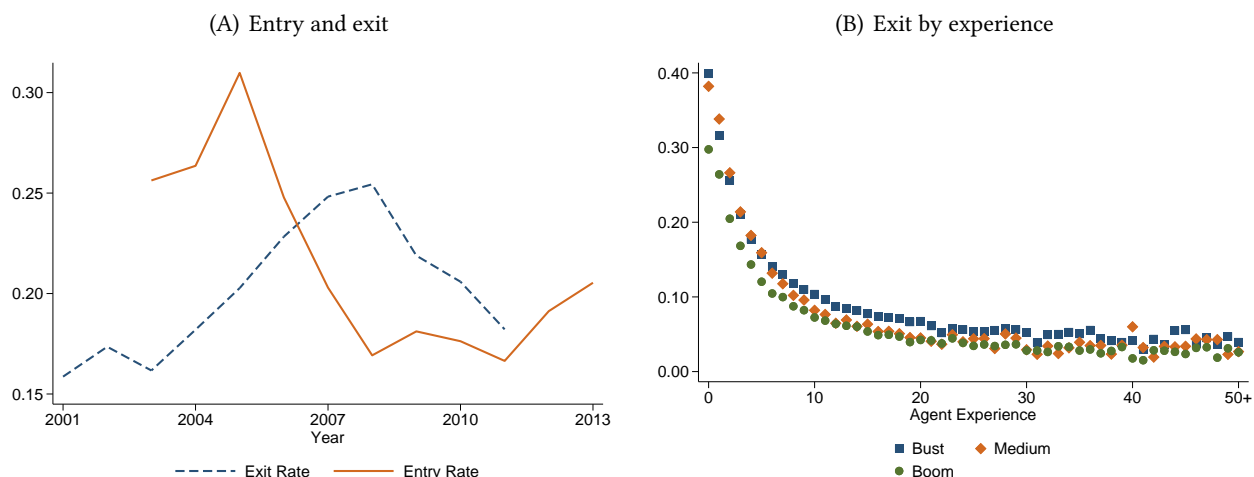 (A) Entry and exit
0.30
0.25
0.20
0.15
2001 2004 2007 2010 2013
Year
Exit Rate Entry Rate
(B) Exit by experience
0.40
0.30
0.20
0.10
0.00
0 10 20 30 40 50+
Agent Experience
Bust Medium
Boom